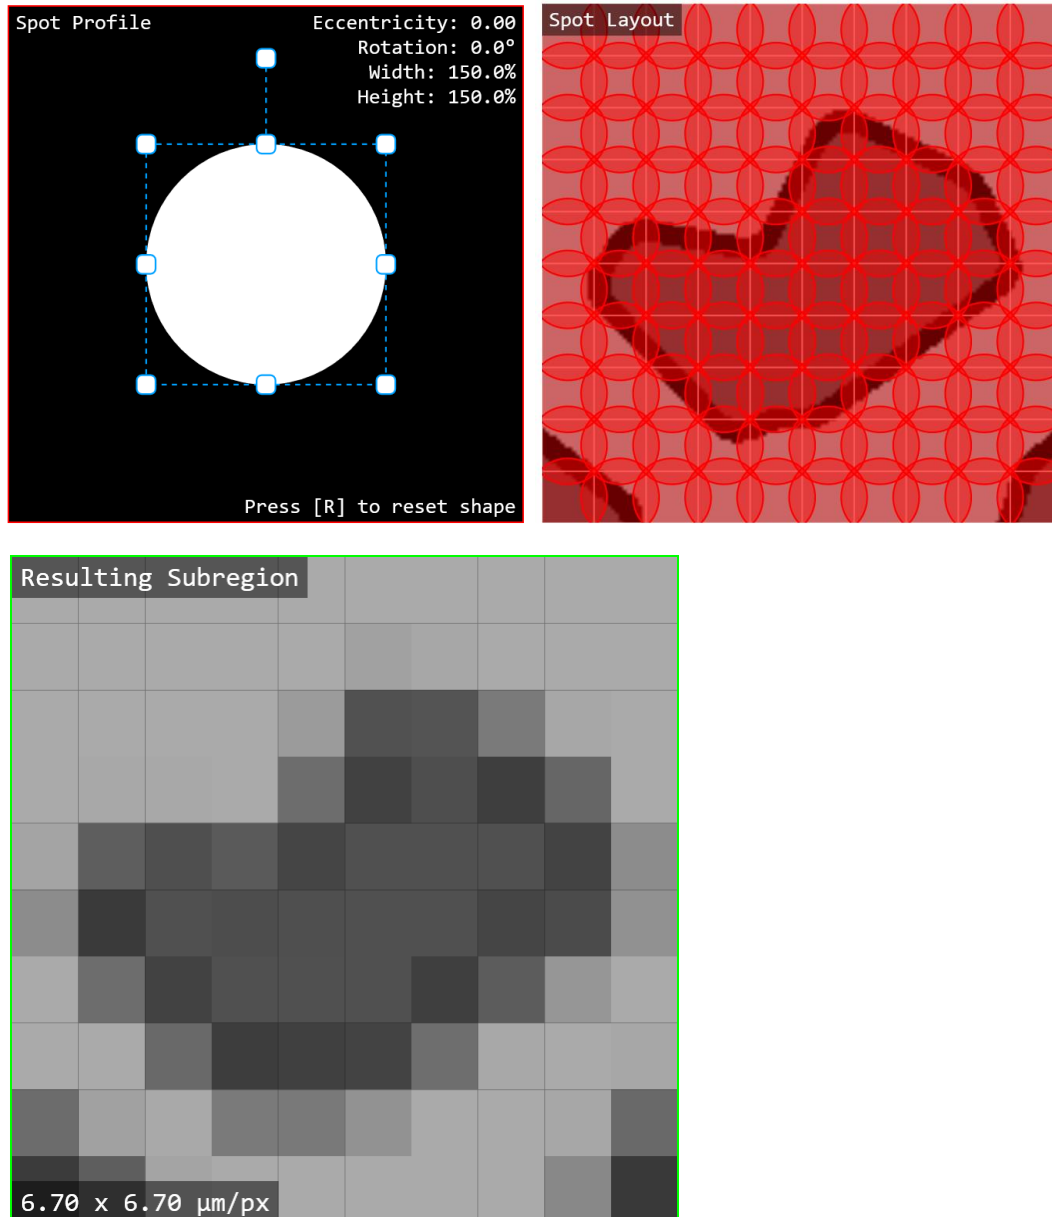 Spot Profile
Eccentricity: 0.00
Rotation: 0.0°
Width: 150.0%
Height: 150.0%
Press [R] to reset shape
Spot Layout
Resulting Subregion
6.70 x 6.70 µm/px